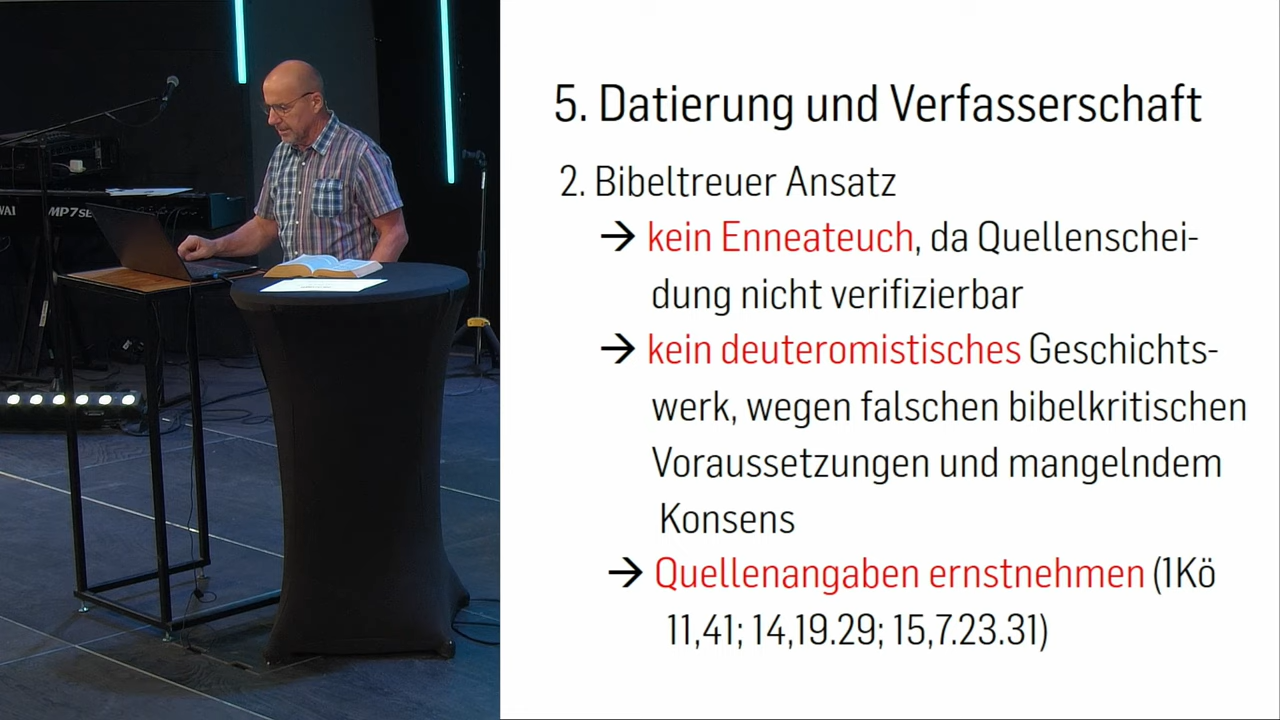 5. Datierung und Verfasserschaft
2. Bibeltreuer Ansatz
→ kein Enneateuch, da Quellenschei-
dung nicht verifizierbar
→ kein deuteromistisches Geschichts-
werk, wegen falschen bibelkritischen
Voraussetzungen und mangelndem
Konsens
→ Quellenangaben ernstnehmen (1Kö
11,41; 14,19.29; 15,7.23.31)
WAI MP7SE